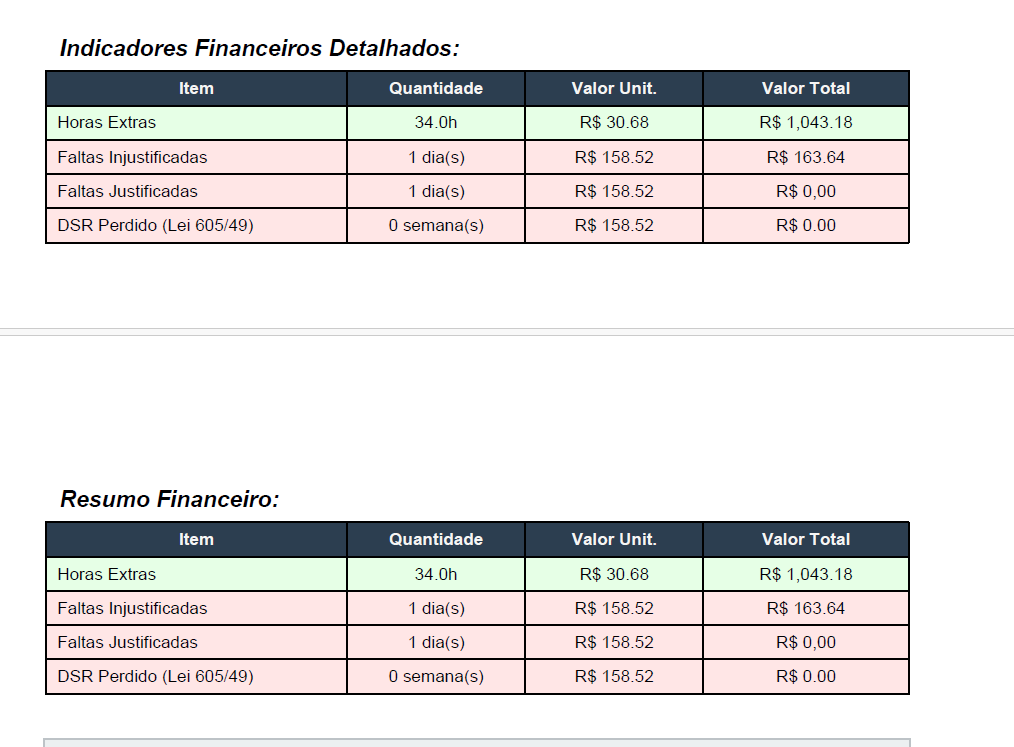 Indicadores Financeiros Detalhados:
Item Quantidade Valor Unit. Valor Total
Horas Extras 34.0h R$ 30.68 R$ 1,043.18
Faltas Injustificadas 1 dia(s) R$ 158.52 R$ 163.64
Faltas Justificadas 1 dia(s) R$ 158.52 R$ 0,00
DSR Perdido (Lei 605/49) 0 semana(s) R$ 158.52 R$ 0.00
Resumo Financeiro:
Item Quantidade Valor Unit. Valor Total
Horas Extras 34.0h R$ 30.68 R$ 1,043.18
Faltas Injustificadas 1 dia(s) R$ 158.52 R$ 163.64
Faltas Justificadas 1 dia(s) R$ 158.52 R$ 0,00
DSR Perdido (Lei 605/49) 0 semana(s) R$ 158.52 R$ 0.00